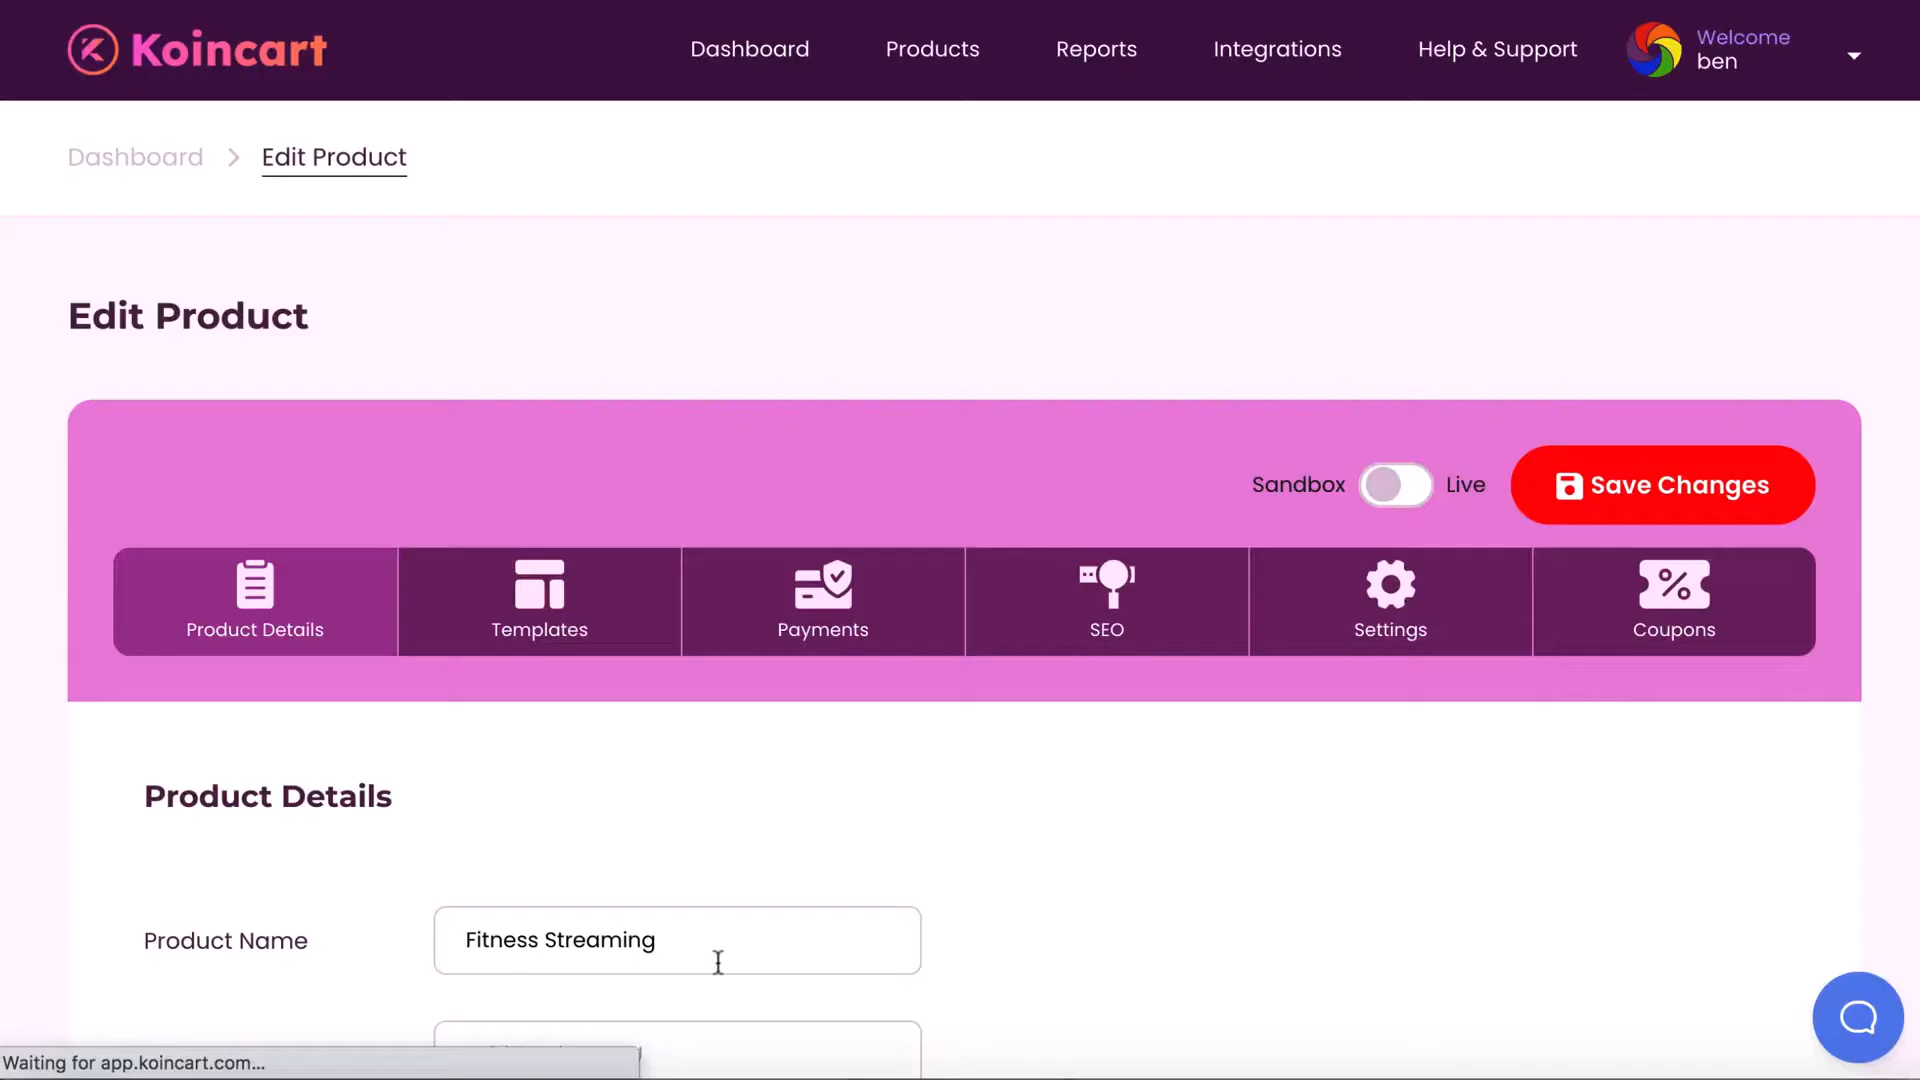 Koincart
Dashboard Products Reports Integrations Help & Support
Welcome
ben
Dashboard > Edit Product
Edit Product
Sandbox Live Save Changes
Product Details Templates Payments SEO Settings Coupons
Product Details
Product Name Fitness Streaming
Waiting for app.koincart.com...